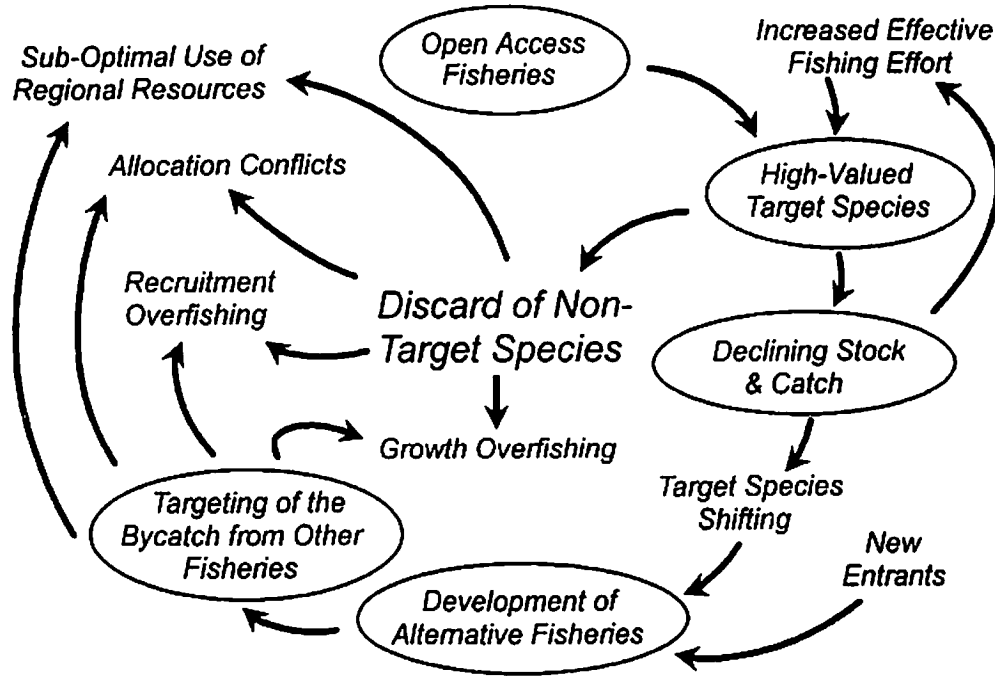 Sub-Optimal Use of
Regional Resources
Open Access
Fisheries
Increased Effective
Fishing Effort
Allocation Conflicts
High-Valued
Target Species
Recruitment
Overfishing
Discard of Non-
Target Species
Declining Stock
& Catch
Growth Overfishing
Target Species
Shifting
Targeting of the
Bycatch from Other
Fisheries
New
Entrants
Development of
Alternative Fisheries